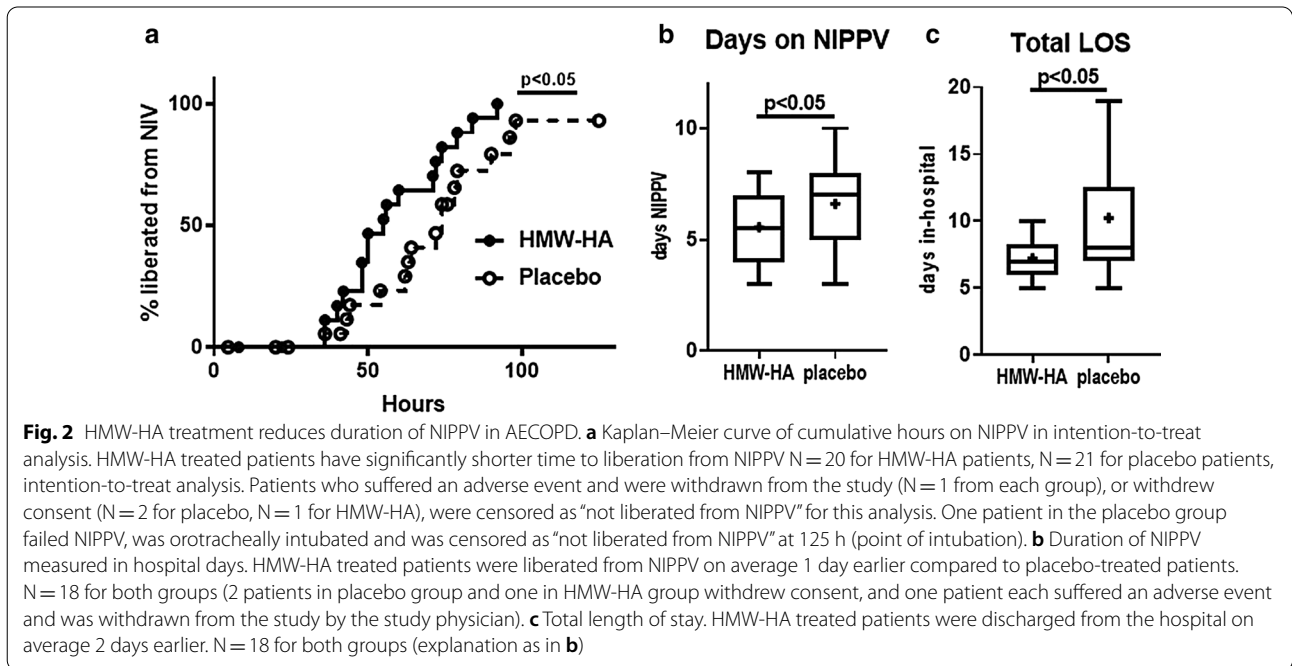 a
b Days on NIPPV
c Total LOS
p<0.05
p<0.05
p<0.05
% liberated from NIV
100
50
0
0
50
100
Hours
HMW-HA
Placebo
days NIPPV
10
5
0
HMW-HA placebo
days in-hospital
20
15
10
5
0
HMW-HA placebo
Fig. 2 HMW-HA treatment reduces duration of NIPPV in AECOPD. a Kaplan–Meier curve of cumulative hours on NIPPV in intention-to-treat
analysis. HMW-HA treated patients have significantly shorter time to liberation from NIPPV N = 20 for HMW-HA patients, N = 21 for placebo patients,
intention-to-treat analysis. Patients who suffered an adverse event and were withdrawn from the study (N = 1 from each group), or withdrew
consent (N = 2 for placebo, N = 1 for HMW-HA), were censored as “not liberated from NIPPV” for this analysis. One patient in the placebo group
failed NIPPV, was orotracheally intubated and was censored as “not liberated from NIPPV” at 125 h (point of intubation). b Duration of NIPPV
measured in hospital days. HMW-HA treated patients were liberated from NIPPV on average 1 day earlier compared to placebo-treated patients.
N = 18 for both groups (2 patients in placebo group and one in HMW-HA group withdrew consent, and one patient each suffered an adverse event
and was withdrawn from the study by the study physician). c Total length of stay. HMW-HA treated patients were discharged from the hospital on
average 2 days earlier. N = 18 for both groups (explanation as in b)